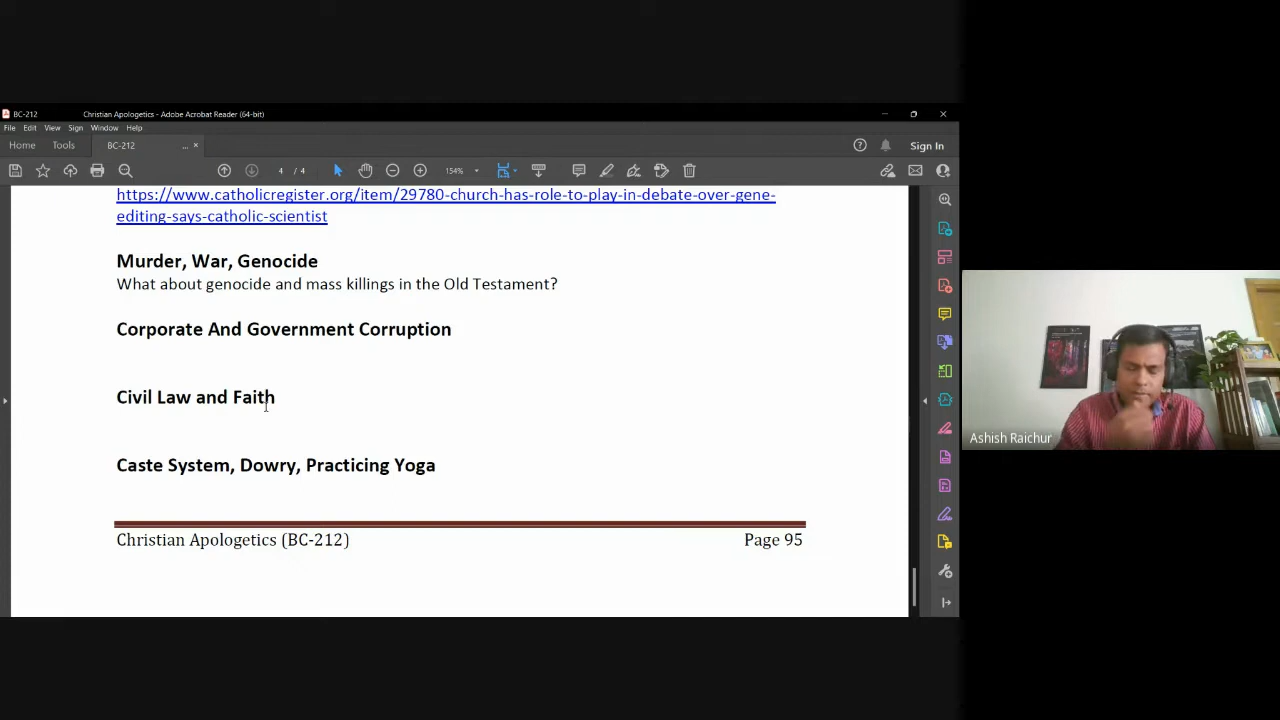 BC-212 Christian Apologetics - Adobe Acrobat Reader (64-bit)
File Edit View Sign Window Help
Home Tools BC-212 ... × Sign In
4 / 4 154%
https://www.catholicregister.org/item/29780-church-has-role-to-play-in-debate-over-gene-
editing-says-catholic-scientist
Murder, War, Genocide
What about genocide and mass killings in the Old Testament?
Corporate And Government Corruption
Civil Law and Faith
Caste System, Dowry, Practicing Yoga
Christian Apologetics (BC-212) Page 95
Ashish Raichur